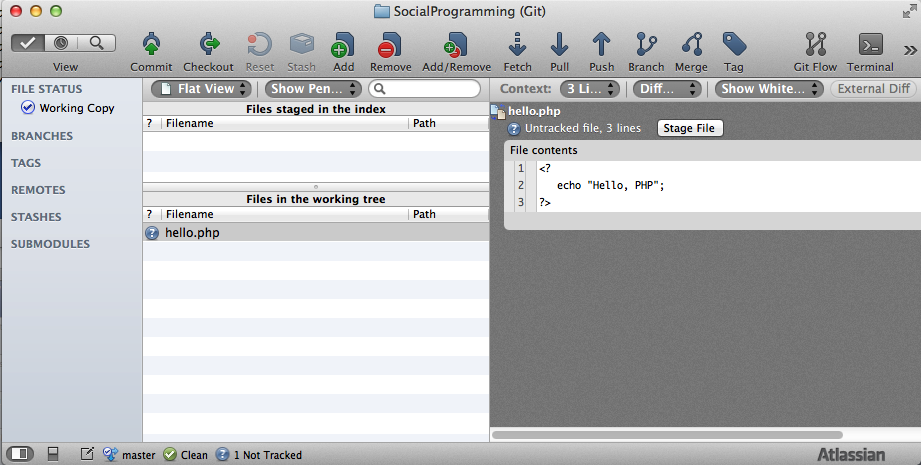 SocialProgramming (Git)
View Commit Checkout Reset Stash Add Remove Add/Remove Fetch Pull Push Branch Merge Tag Git Flow Terminal
FILE STATUS
Working Copy
BRANCHES
TAGS
REMOTES
STASHES
SUBMODULES
Flat View Show Pen...
Files staged in the index
? Filename Path
Files in the working tree
? Filename Path
? hello.php
Context: 3 Li... Diff... Show White... External Diff
hello.php
? Untracked file, 3 lines Stage File
File contents
1 <?
2 echo "Hello, PHP";
3 ?>
master Clean ? 1 Not Tracked
Atlassian